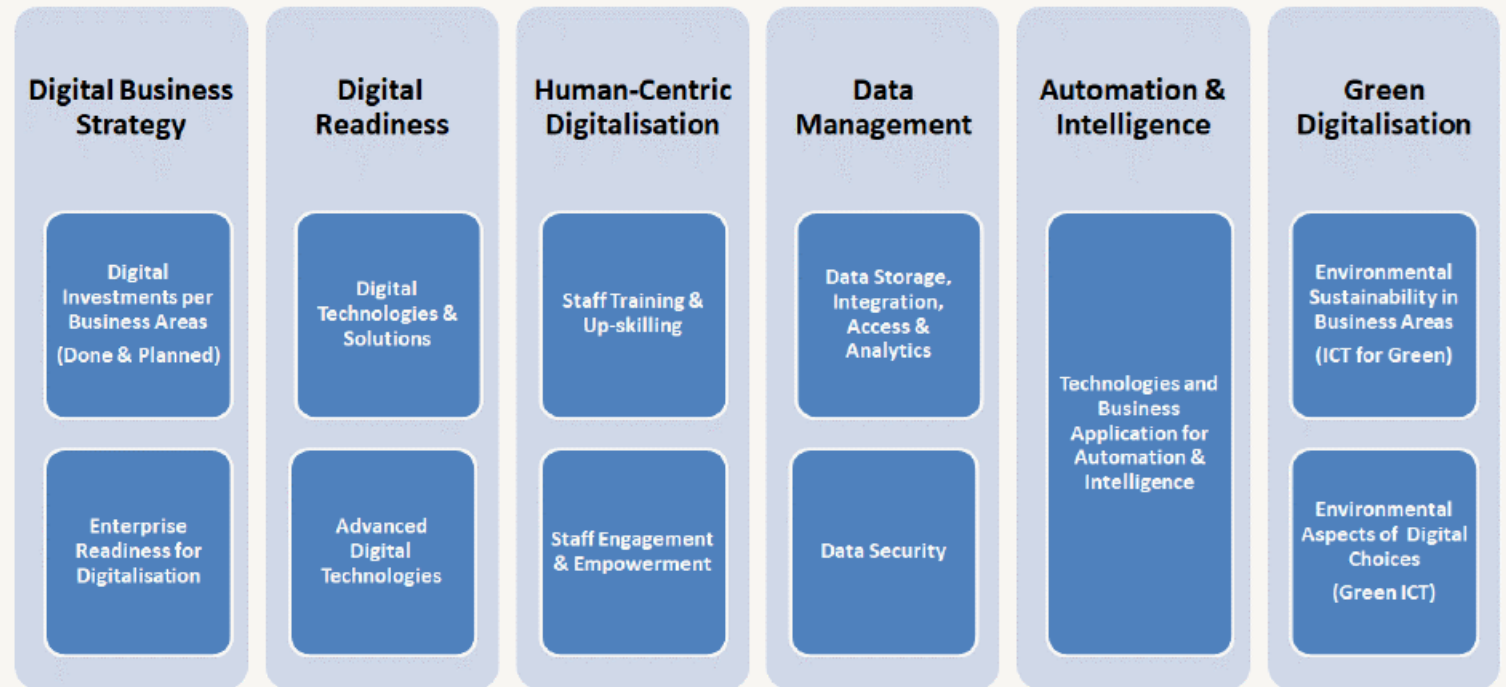 Digital Business
Strategy
Digital
Investments per
Business Areas
(Done & Planned)
Enterprise
Readiness for
Digitalisation
Digital
Readiness
Digital
Technologies &
Solutions
Advanced
Digital
Technologies
Human-Centric
Digitalisation
Staff Training &
Up-skilling
Staff Engagement
& Empowerment
Data
Management
Data Storage,
Integration,
Access &
Analytics
Data Security
Automation &
Intelligence
Technologies and
Business
Application for
Automation &
Intelligence
Green
Digitalisation
Environmental
Sustainability in
Business Areas
(ICT for Green)
Environmental
Aspects of Digital
Choices
(Green ICT)